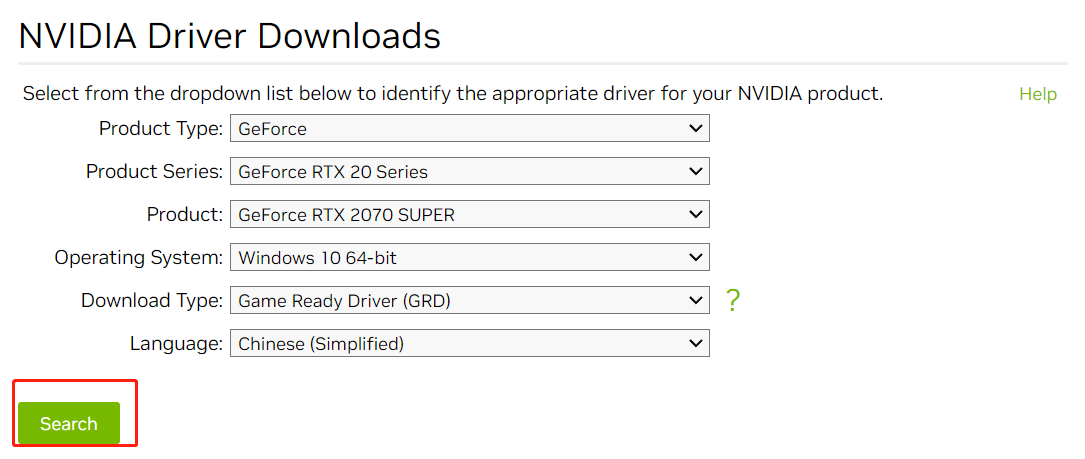 NVIDIA Driver Downloads
Select from the dropdown list below to identify the appropriate driver for your NVIDIA product. Help
Product Type: GeForce
Product Series: GeForce RTX 20 Series
Product: GeForce RTX 2070 SUPER
Operating System: Windows 10 64-bit
Download Type: Game Ready Driver (GRD) ?
Language: Chinese (Simplified)
Search